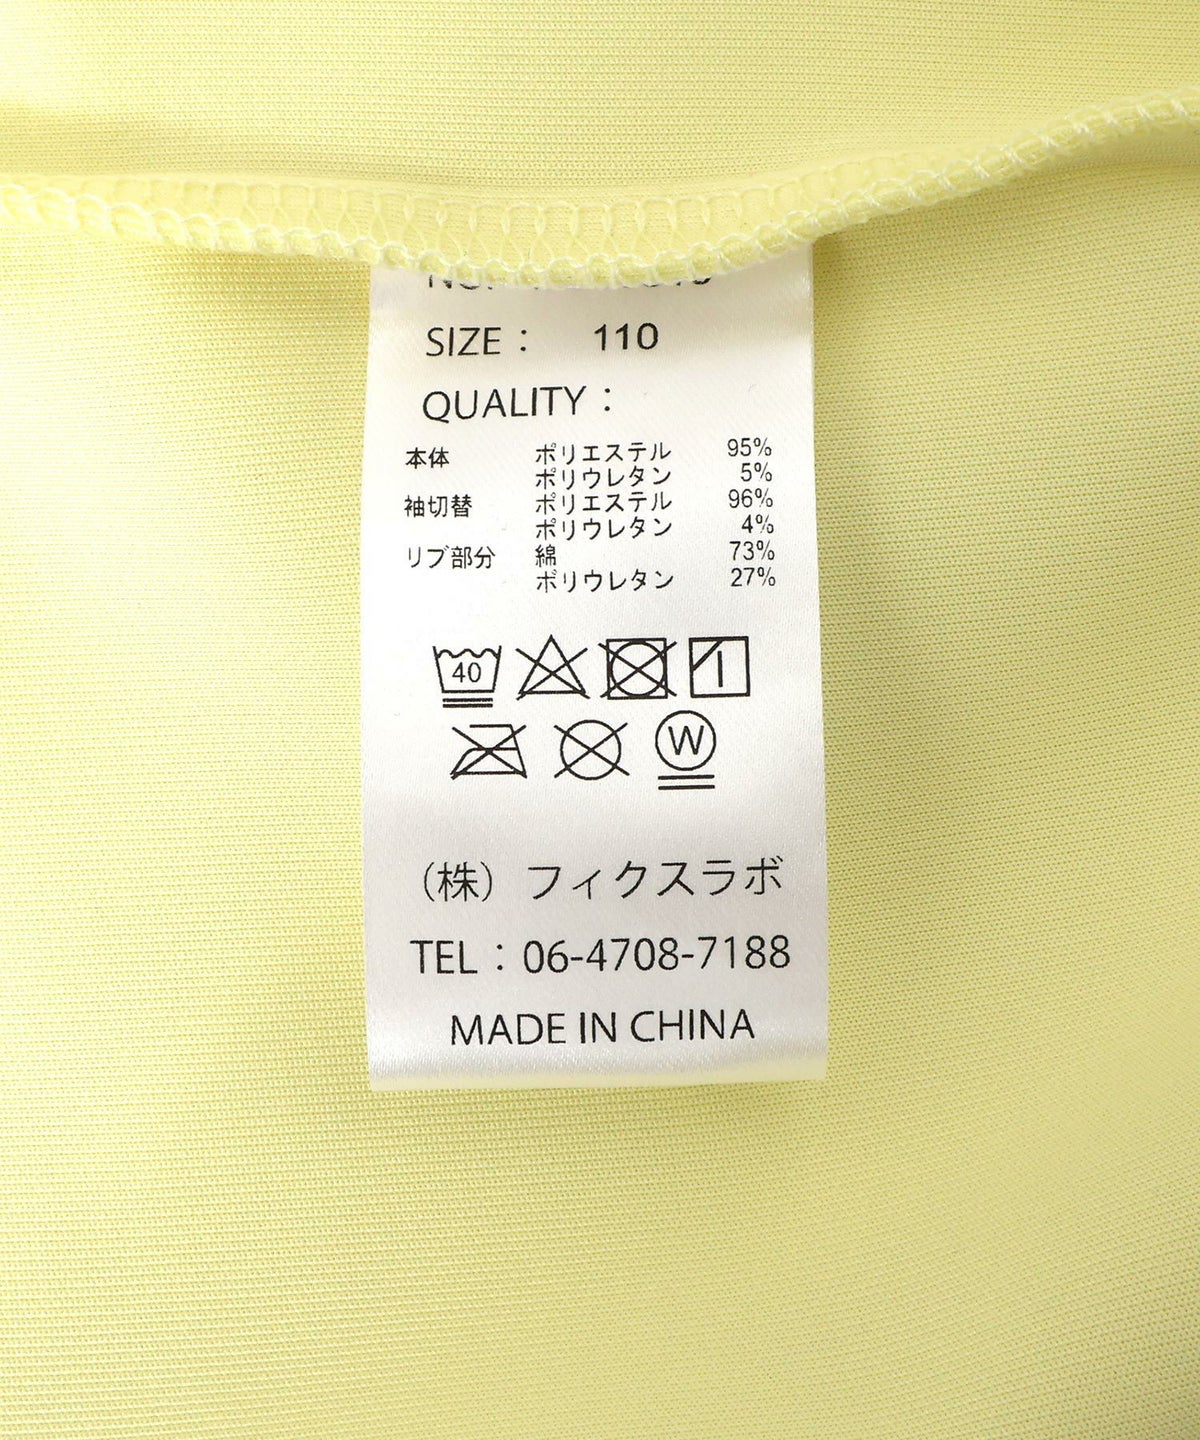 SIZE： 110
QUALITY：
本体 ポリエステル 95%
ポリウレタン 5%
袖切替 ポリエステル 96%
ポリウレタン 4%
リブ部分 綿 73%
ポリウレタン 27%
40
W
（株）フィクスラボ
TEL：06-4708-7188
MADE IN CHINA